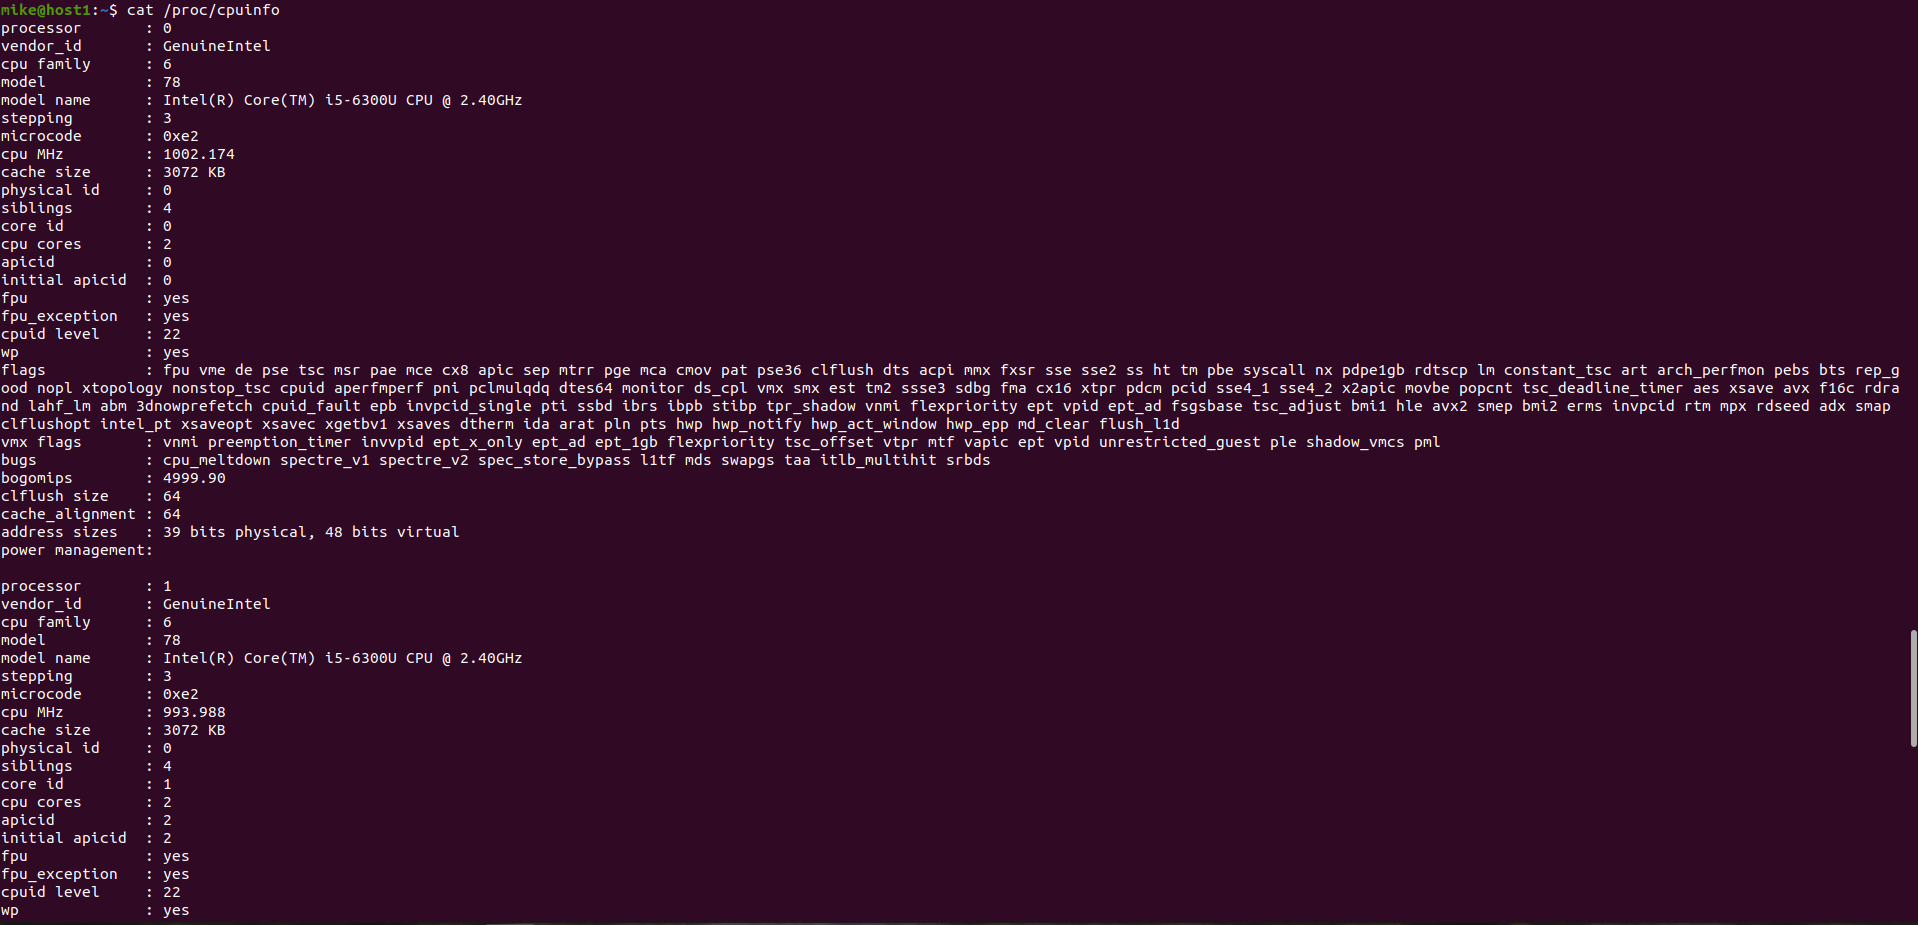 mike@host1:~$ cat /proc/cpuinfo
processor       : 0
vendor_id       : GenuineIntel
cpu family      : 6
model           : 78
model name      : Intel(R) Core(TM) i5-6300U CPU @ 2.40GHz
stepping        : 3
microcode       : 0xe2
cpu MHz         : 1002.174
cache size      : 3072 KB
physical id     : 0
siblings        : 4
core id         : 0
cpu cores       : 2
apicid          : 0
initial apicid  : 0
fpu             : yes
fpu_exception   : yes
cpuid level     : 22
wp              : yes
flags           : fpu vme de pse tsc msr pae mce cx8 apic sep mtrr pge mca cmov pat pse36 clflush dts acpi mmx fxsr sse sse2 ss ht tm pbe syscall nx pdpe1gb rdtscp lm constant_tsc art arch_perfmon pebs bts rep_g
ood nopl xtopology nonstop_tsc cpuid aperfmperf pni pclmulqdq dtes64 monitor ds_cpl vmx smx est tm2 ssse3 sdbg fma cx16 xtpr pdcm pcid sse4_1 sse4_2 x2apic movbe popcnt tsc_deadline_timer aes xsave avx f16c rdra
nd lahf_lm abm 3dnowprefetch cpuid_fault epb invpcid_single pti ssbd ibrs ibpb stibp tpr_shadow vnmi flexpriority ept vpid ept_ad fsgsbase tsc_adjust bmi1 hle avx2 smep bmi2 erms invpcid rtm mpx rdseed adx smap
clflushopt intel_pt xsaveopt xsavec xgetbv1 xsaves dtherm ida arat pln pts hwp hwp_notify hwp_act_window hwp_epp md_clear flush_l1d
vmx flags       : vnmi preemption_timer invvpid ept_x_only ept_ad ept_1gb flexpriority tsc_offset vtpr mtf vapic ept vpid unrestricted_guest ple shadow_vmcs pml
bugs            : cpu_meltdown spectre_v1 spectre_v2 spec_store_bypass l1tf mds swapgs taa itlb_multihit srbds
bogomips        : 4999.90
clflush size    : 64
cache_alignment : 64
address sizes   : 39 bits physical, 48 bits virtual
power management:

processor       : 1
vendor_id       : GenuineIntel
cpu family      : 6
model           : 78
model name      : Intel(R) Core(TM) i5-6300U CPU @ 2.40GHz
stepping        : 3
microcode       : 0xe2
cpu MHz         : 993.988
cache size      : 3072 KB
physical id     : 0
siblings        : 4
core id         : 1
cpu cores       : 2
apicid          : 2
initial apicid  : 2
fpu             : yes
fpu_exception   : yes
cpuid level     : 22
wp              : yes